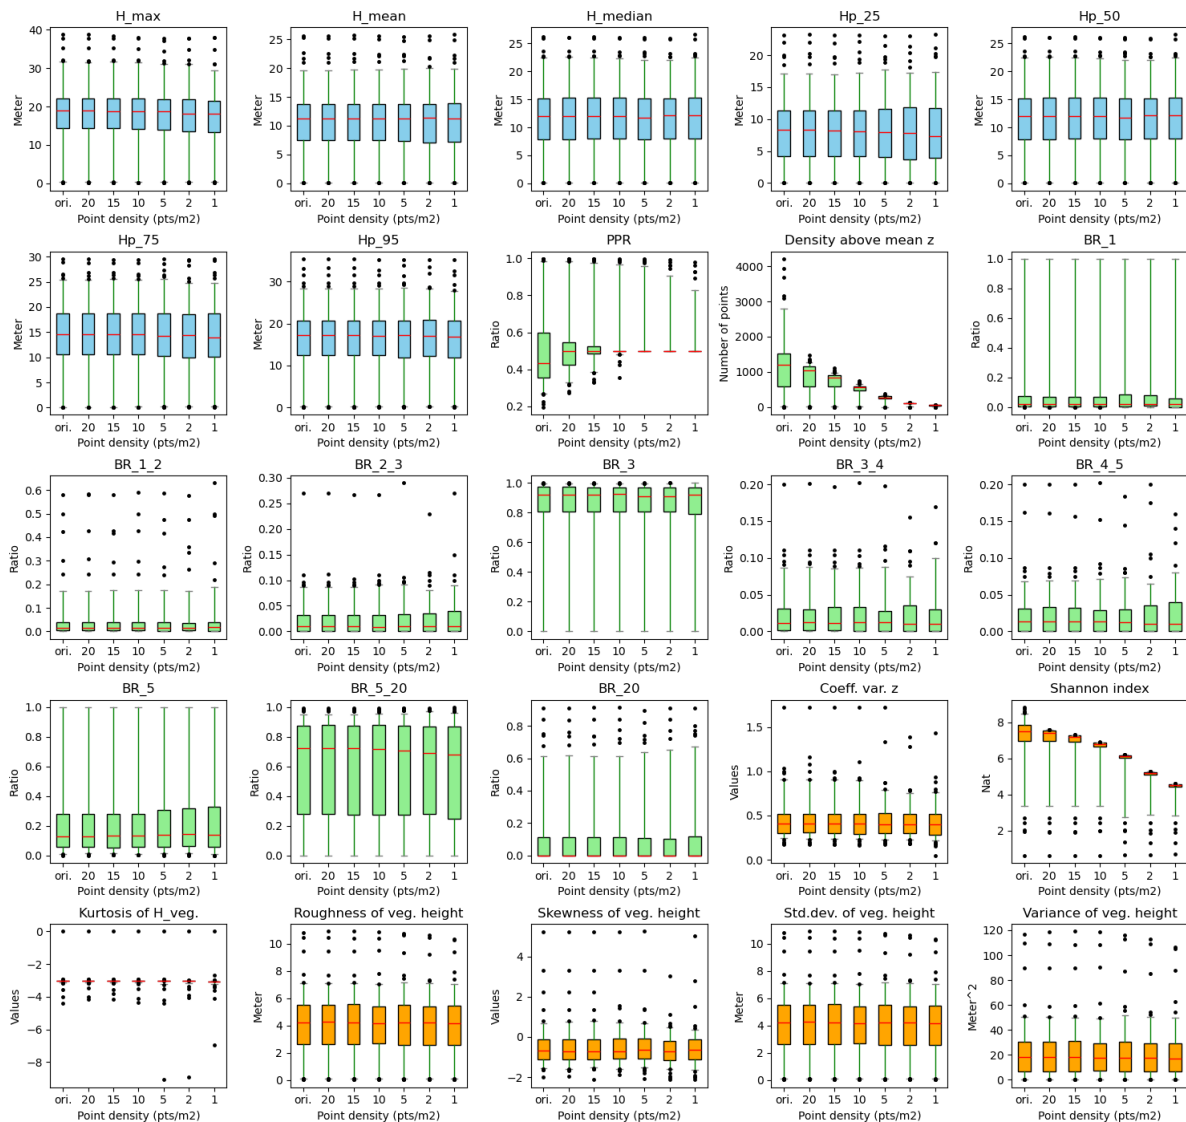 H_max
H_mean
H_median
Hp_25
Hp_50
40
30
20
10
0
Meter
ori. 20 15 10 5 2 1
Point density (pts/m2)
25
20
15
10
5
0
Meter
ori. 20 15 10 5 2 1
Point density (pts/m2)
25
20
15
10
5
0
Meter
ori. 20 15 10 5 2 1
Point density (pts/m2)
20
15
10
5
0
Meter
ori. 20 15 10 5 2 1
Point density (pts/m2)
25
20
15
10
5
0
Meter
ori. 20 15 10 5 2 1
Point density (pts/m2)
Hp_75
Hp_95
PPR
Density above mean z
BR_1
30
25
20
15
10
5
0
Meter
ori. 20 15 10 5 2 1
Point density (pts/m2)
30
20
10
0
Meter
ori. 20 15 10 5 2 1
Point density (pts/m2)
1.0
0.8
0.6
0.4
0.2
Ratio
ori. 20 15 10 5 2 1
Point density (pts/m2)
4000
3000
2000
1000
0
Number of points
ori. 20 15 10 5 2 1
Point density (pts/m2)
1.0
0.8
0.6
0.4
0.2
0.0
Ratio
ori. 20 15 10 5 2 1
Point density (pts/m2)
BR_1_2
BR_2_3
BR_3
BR_3_4
BR_4_5
0.6
0.5
0.4
0.3
0.2
0.1
0.0
Ratio
ori. 20 15 10 5 2 1
Point density (pts/m2)
0.30
0.25
0.20
0.15
0.10
0.05
0.00
Ratio
ori. 20 15 10 5 2 1
Point density (pts/m2)
1.0
0.8
0.6
0.4
0.2
0.0
Ratio
ori. 20 15 10 5 2 1
Point density (pts/m2)
0.20
0.15
0.10
0.05
0.00
Ratio
ori. 20 15 10 5 2 1
Point density (pts/m2)
0.20
0.15
0.10
0.05
0.00
Ratio
ori. 20 15 10 5 2 1
Point density (pts/m2)
BR_5
BR_5_20
BR_20
Coeff. var. z
Shannon index
1.0
0.8
0.6
0.4
0.2
0.0
Ratio
ori. 20 15 10 5 2 1
Point density (pts/m2)
1.0
0.8
0.6
0.4
0.2
0.0
Ratio
ori. 20 15 10 5 2 1
Point density (pts/m2)
0.8
0.6
0.4
0.2
0.0
Ratio
ori. 20 15 10 5 2 1
Point density (pts/m2)
1.5
1.0
0.5
0.0
Values
ori. 20 15 10 5 2 1
Point density (pts/m2)
8
6
4
2
Nat
ori. 20 15 10 5 2 1
Point density (pts/m2)
Kurtosis of H_veg.
Roughness of veg. height
Skewness of veg. height
Std.dev. of veg. height
Variance of veg. height
0
−2
−4
−6
−8
Values
ori. 20 15 10 5 2 1
Point density (pts/m2)
10
8
6
4
2
0
Meter
ori. 20 15 10 5 2 1
Point density (pts/m2)
4
2
0
−2
Values
ori. 20 15 10 5 2 1
Point density (pts/m2)
10
8
6
4
2
0
Meter
ori. 20 15 10 5 2 1
Point density (pts/m2)
120
100
80
60
40
20
0
Meter^2
ori. 20 15 10 5 2 1
Point density (pts/m2)